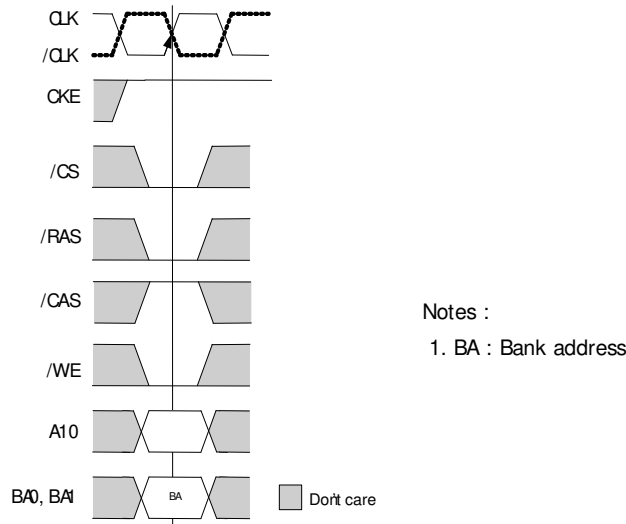 CLK
/CLK
CKE
/CS
/RAS
/CAS
/WE
A10
BA0, BA1
BA
Don't care
Notes :
1. BA : Bank address